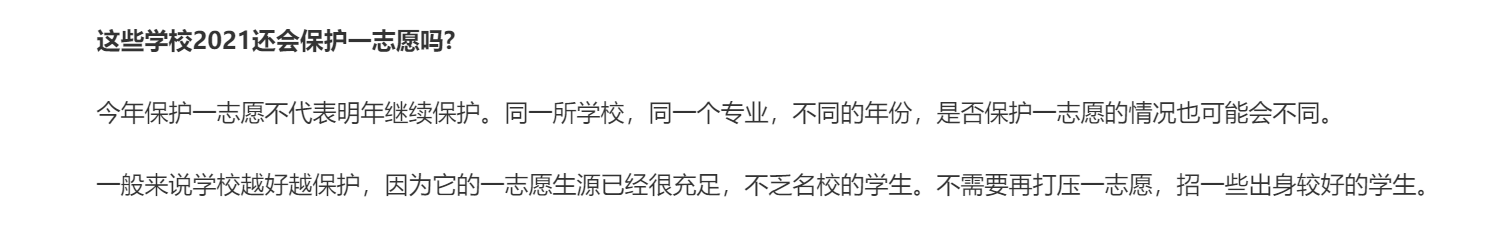 这些学校2021还会保护一志愿吗?
今年保护一志愿不代表明年继续保护。同一所学校，同一个专业，不同的年份，是否保护一志愿的情况也可能会不同。
一般来说学校越好越保护，因为它的一志愿生源已经很充足，不乏名校的学生。不需要再打压一志愿，招一些出身较好的学生。